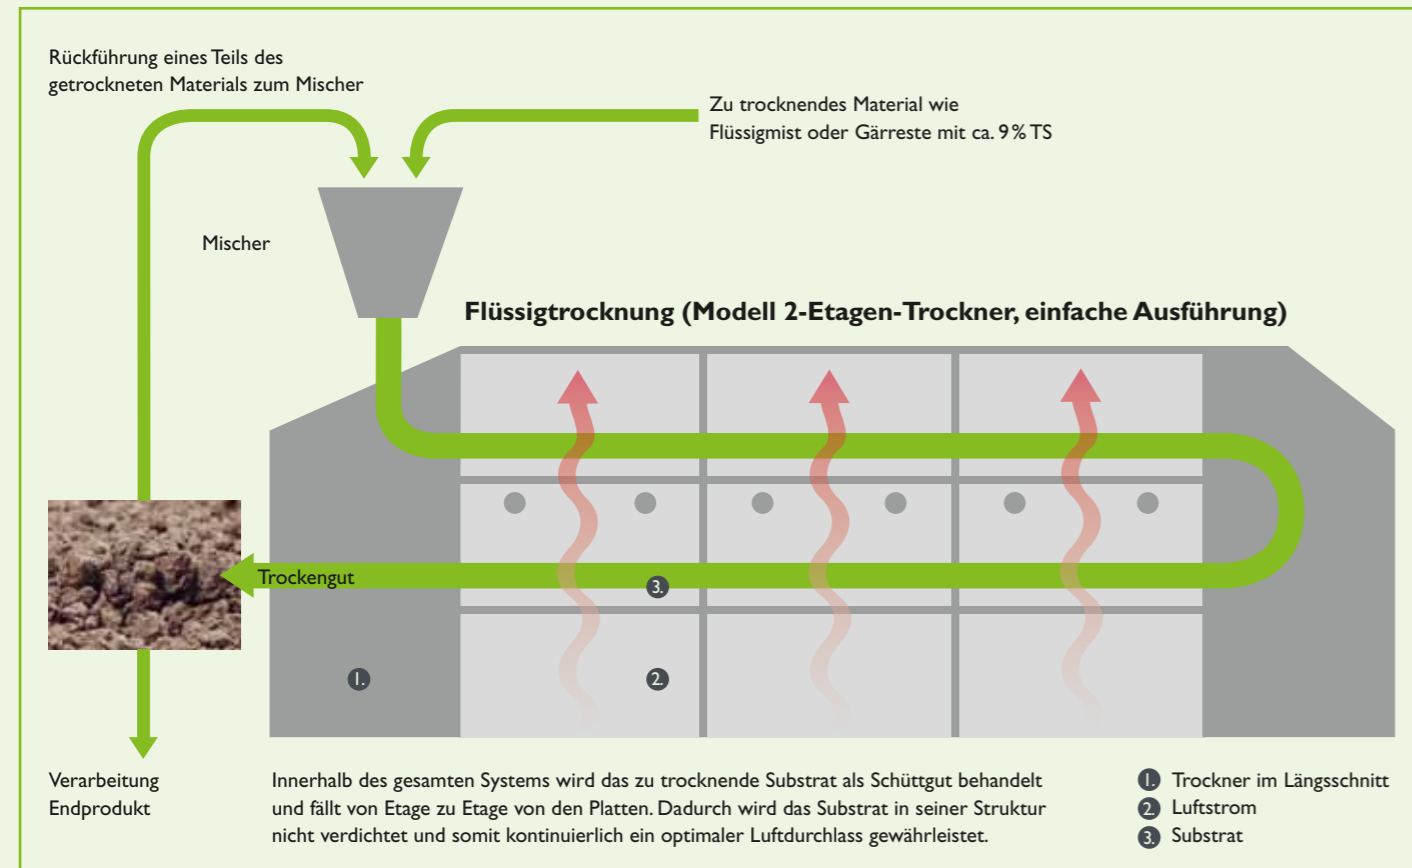 Rückführung eines Teils des
getrockneten Materials zum Mischer
Zu trocknendes Material wie
Flüssigmist oder Gärreste mit ca. 9 % TS
Mischer
Flüssigtrocknung (Modell 2-Etagen-Trockner, einfache Ausführung)
Trockengut
3.
1.
2.
Verarbeitung
Endprodukt
Innerhalb des gesamten Systems wird das zu trocknende Substrat als Schüttgut behandelt
und fällt von Etage zu Etage von den Platten. Dadurch wird das Substrat in seiner Struktur
nicht verdichtet und somit kontinuierlich ein optimaler Luftdurchlass gewährleistet.
1. Trockner im Längsschnitt
2. Luftstrom
3. Substrat